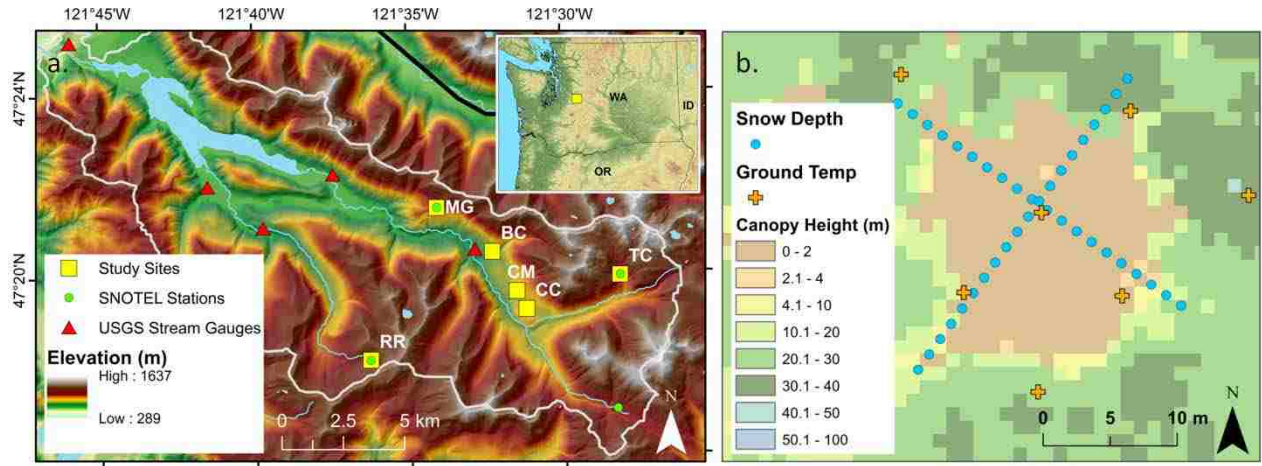 121°45'W 121°40'W 121°35'W 121°30'W
47°24'N
47°20'N
a.
WA
ID
OR
MG
BC
TC
CM
CC
RR
Study Sites
SNOTEL Stations
USGS Stream Gauges
Elevation (m)
High : 1637
Low : 289
0 2.5 5 km
N
b.
Snow Depth
Ground Temp
Canopy Height (m)
0 - 2
2.1 - 4
4.1 - 10
10.1 - 20
20.1 - 30
30.1 - 40
40.1 - 50
50.1 - 100
0 5 10 m
N